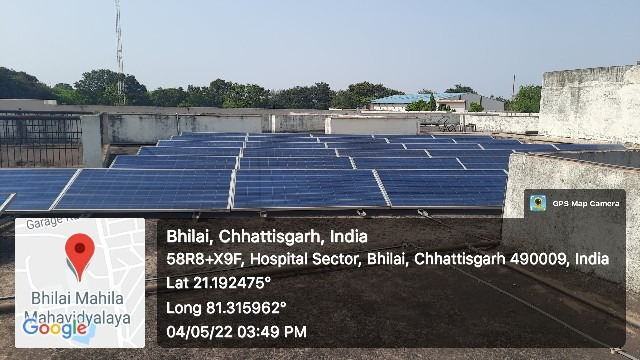 GPS Map Camera
Garage R
Bhilai Mahila
Mahavidyalaya
Google
Bhilai, Chhattisgarh, India
58R8+X9F, Hospital Sector, Bhilai, Chhattisgarh 490009, India
Lat 21.192475°
Long 81.315962°
04/05/22 03:49 PM